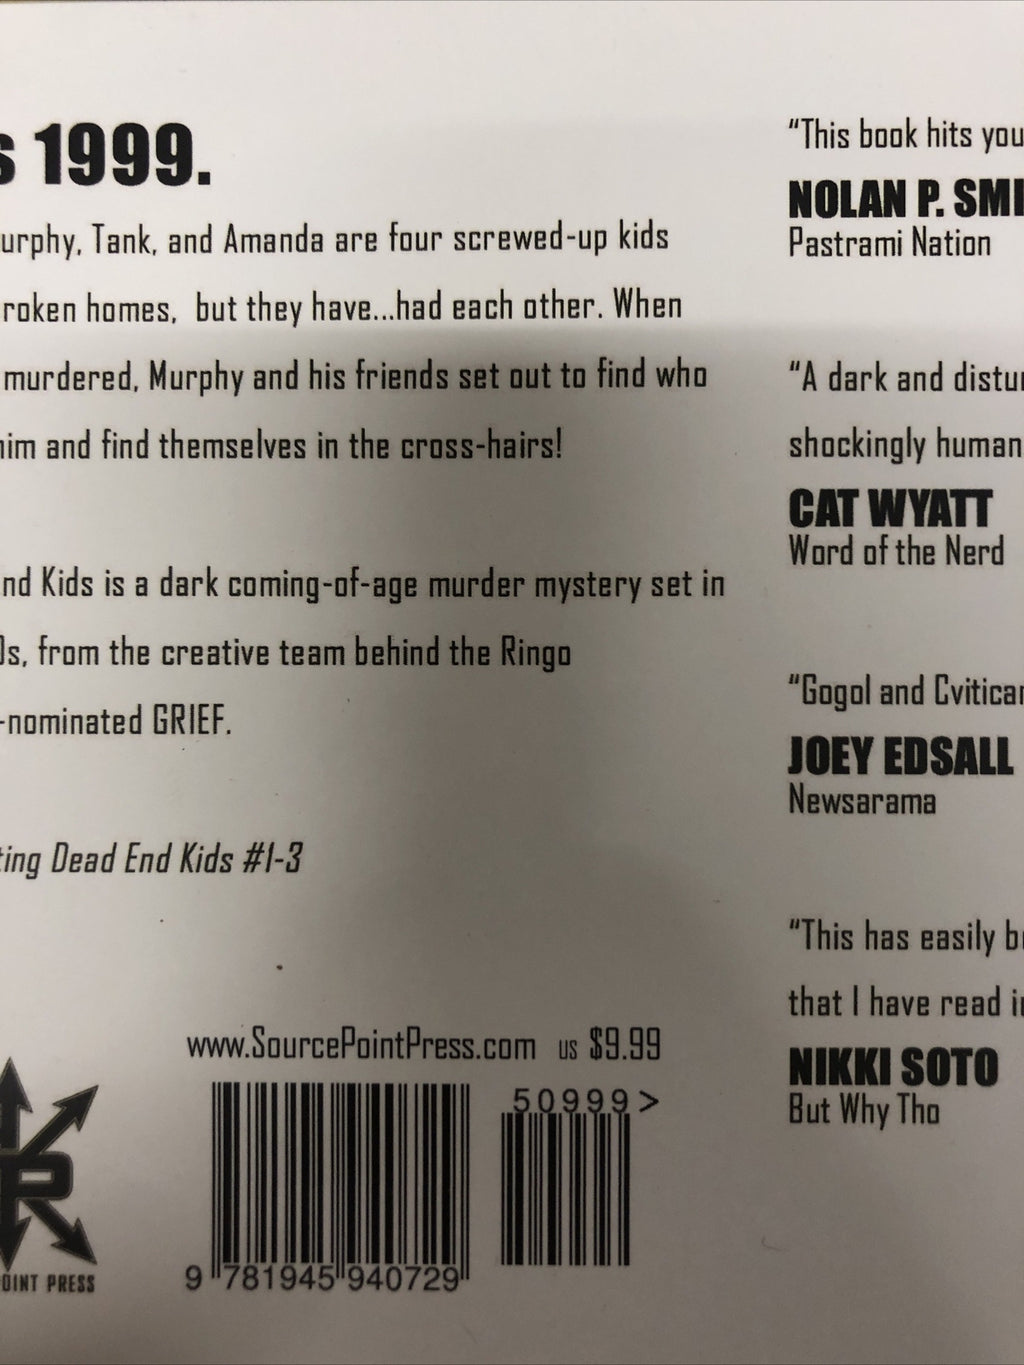 s 1999.
urphy, Tank, and Amanda are four screwed-up kids
roken homes, but they have...had each other. When
murdered, Murphy and his friends set out to find who
him and find themselves in the cross-hairs!
nd Kids is a dark coming-of-age murder mystery set in
0s, from the creative team behind the Ringo
-nominated GRIEF.
ting Dead End Kids #1-3
www.SourcePointPress.com US $9.99
50999>
9 781945 940729
OINT PRESS
“This book hits you
NOLAN P. SMI
Pastrami Nation
“A dark and distur
shockingly human
CAT WYATT
Word of the Nerd
“Gogol and Cvitican
JOEY EDSALL
Newsarama
“This has easily b
that I have read i
NIKKI SOTO
But Why Tho